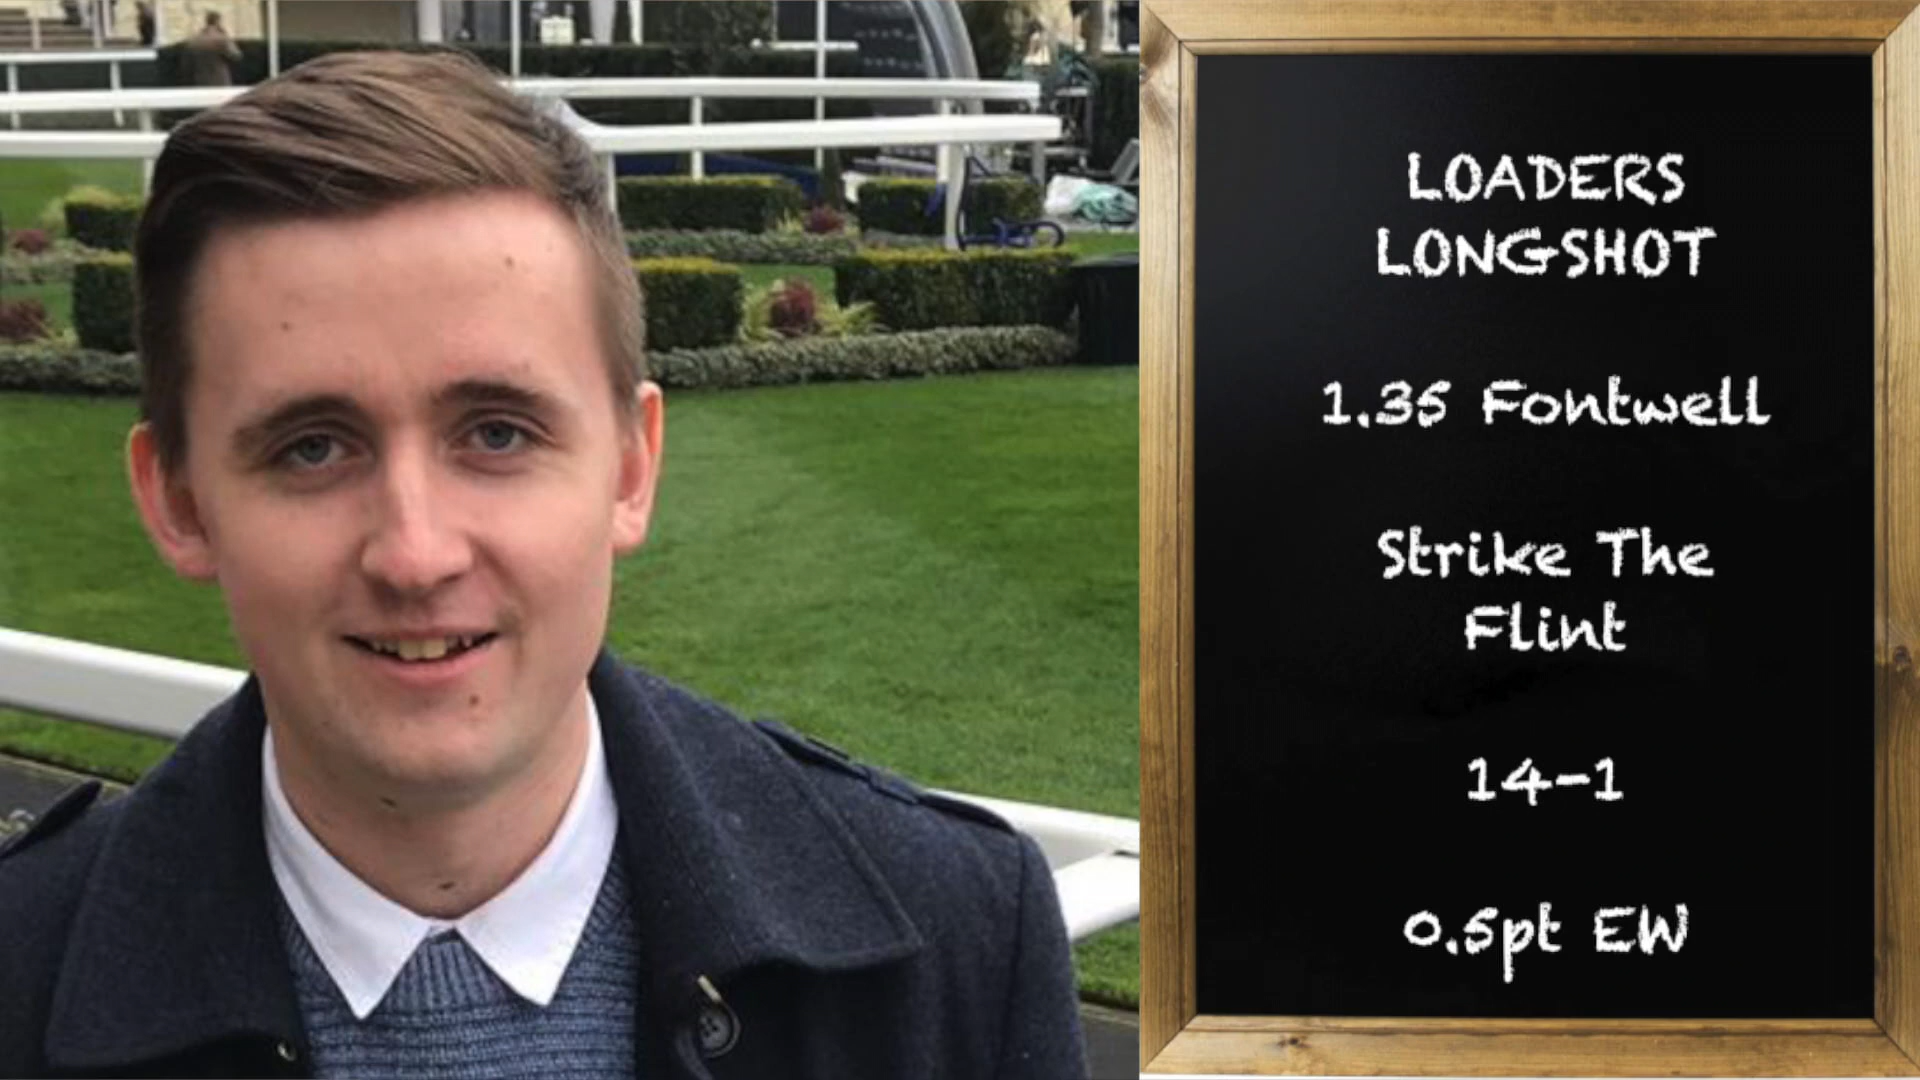 LOADERS
LONGSHOT
1.35 Fontwell
Strike The
Flint
14-1
0.5pt EW